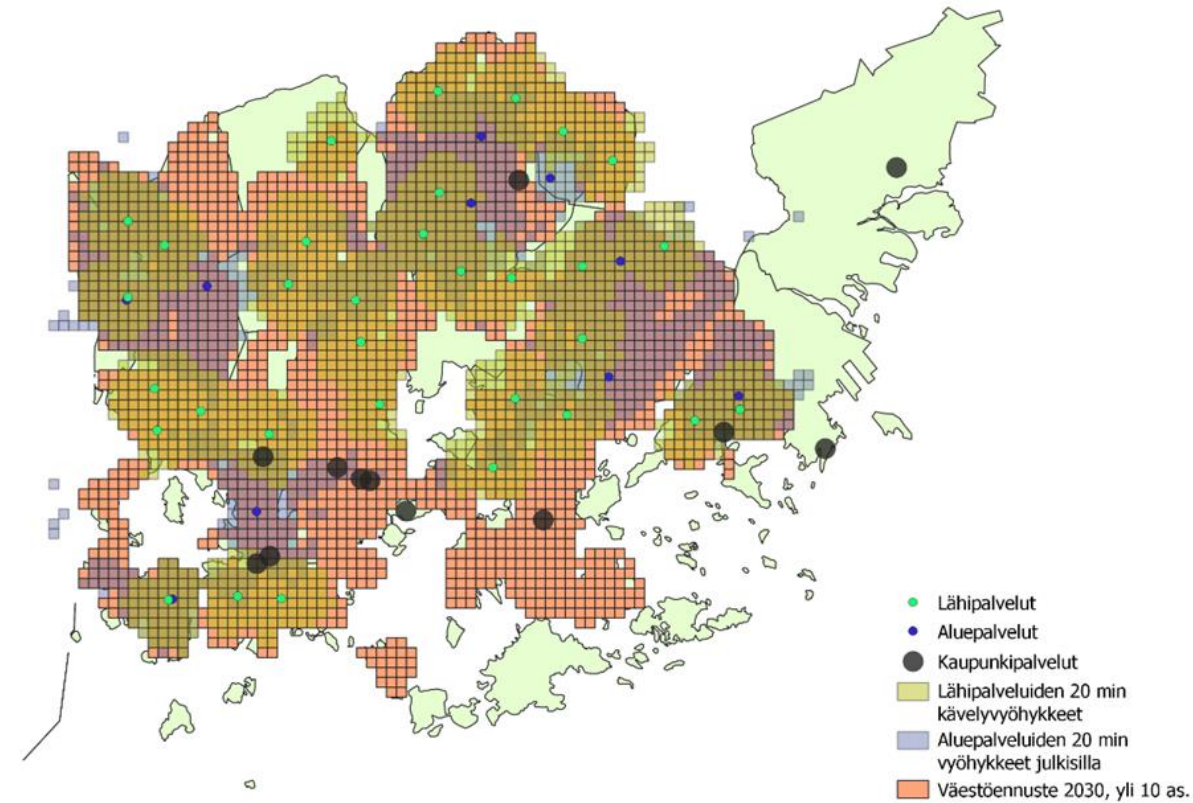 Lähipalvelut
Aluepalvelut
Kaupunkipalvelut
Lähipalveluiden 20 min
kävelyvyöhykkeet
Aluepalveluiden 20 min
vyöhykkeet julkisilla
Väestöennuste 2030, yli 10 as.